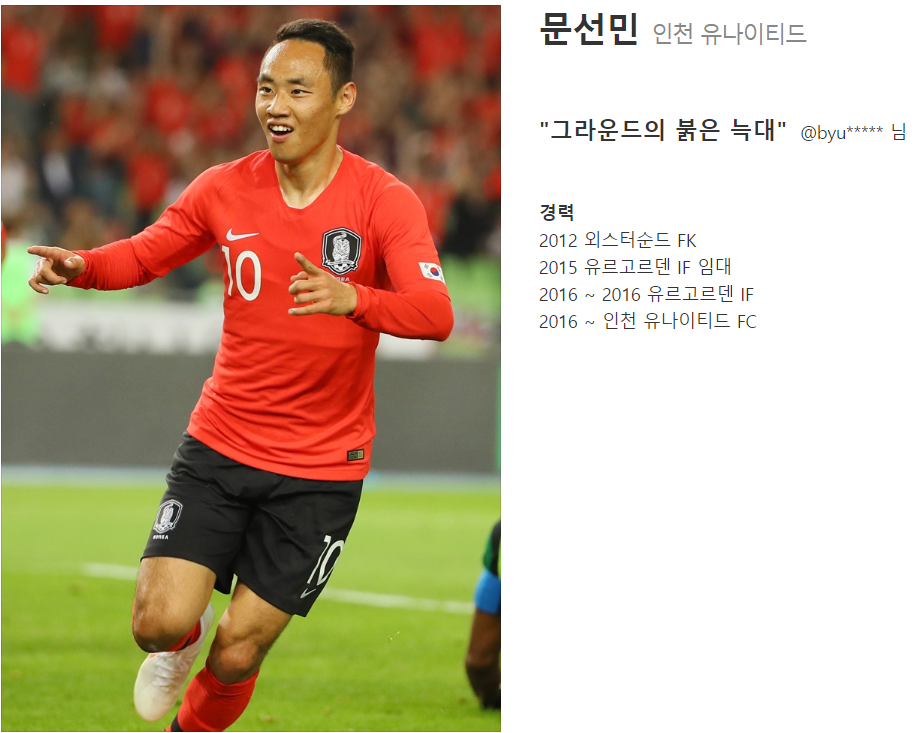 문선민 인천 유나이티드
"그라운드의 붉은 늑대" @byu***** 님
경력
2012 외스터순드 FK
2015 유르고르덴 IF 임대
2016 ~ 2016 유르고르덴 IF
2016 ~ 인천 유나이티드 FC
10
KOREA
KOREA
10